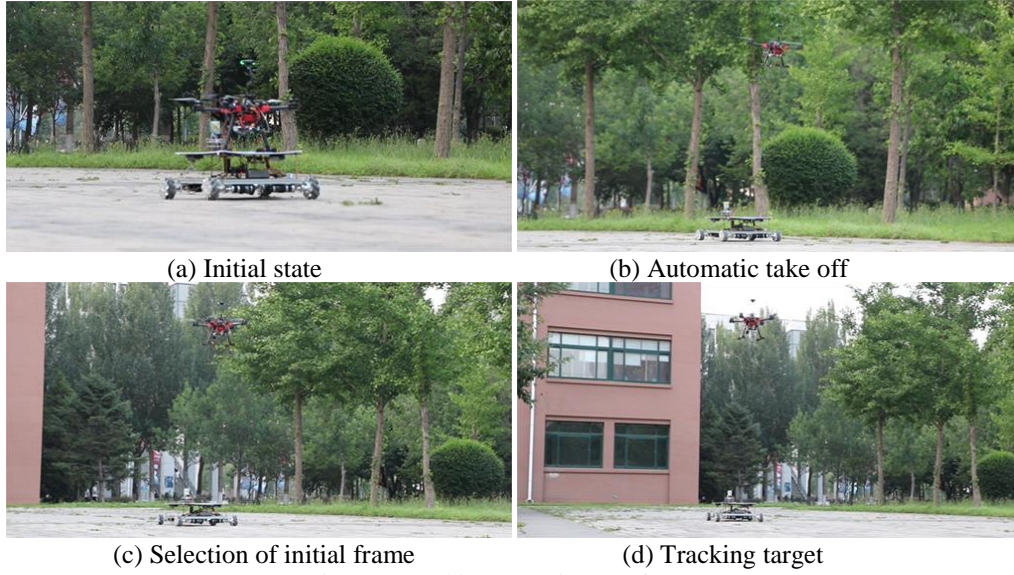 (a) Initial state
(b) Automatic take off
(c) Selection of initial frame
(d) Tracking target